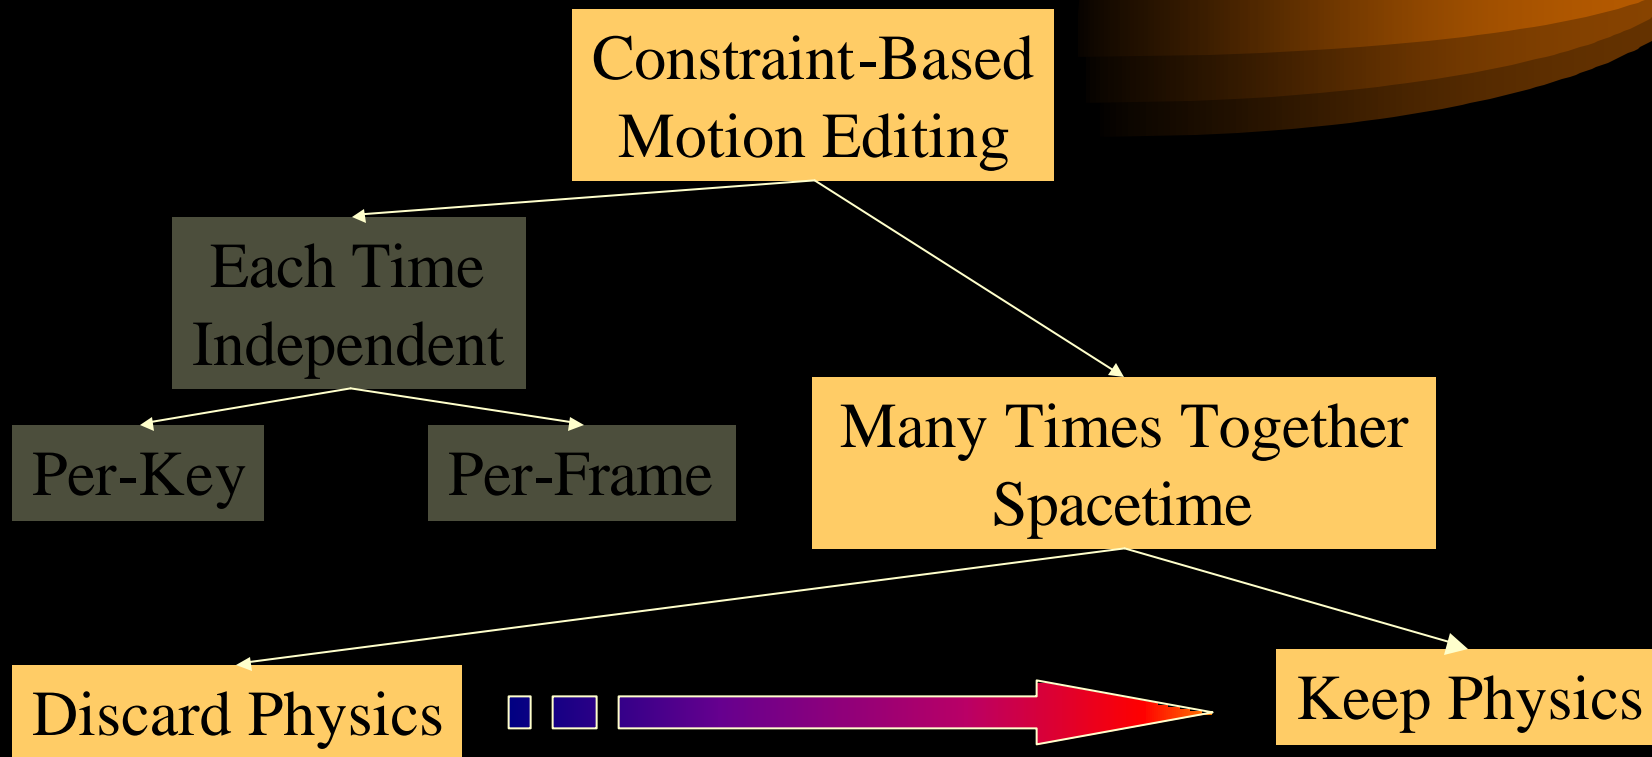 Constraint-Based
Motion Editing
Each Time
Independent
Per-Key
Per-Frame
Many Times Together
Spacetime
Discard Physics
Keep Physics